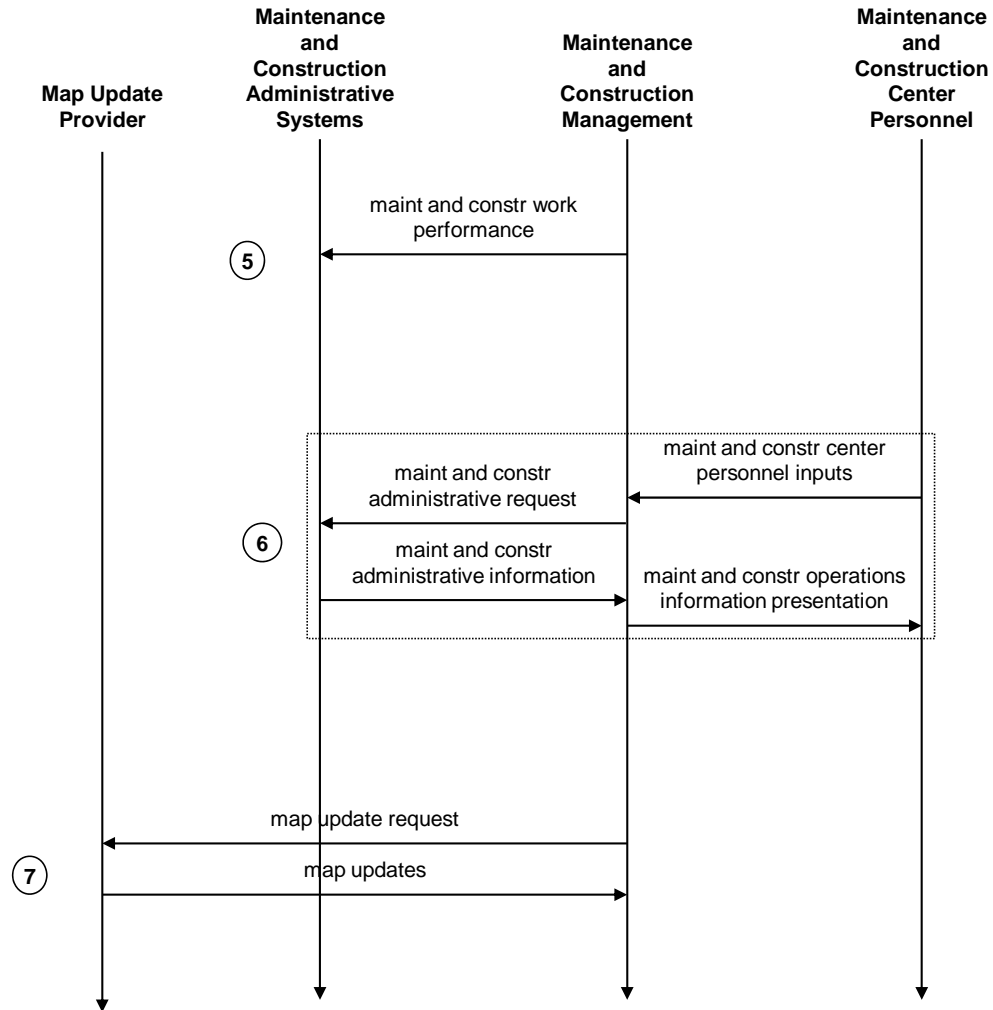 Map Update
Provider
Maintenance
and
Construction
Administrative
Systems
Maintenance
and
Construction
Management
Maintenance
and
Construction
Center
Personnel
maint and constr work
performance
5
maint and constr center
personnel inputs
maint and constr
administrative request
6
maint and constr
administrative information
maint and constr operations
information presentation
map update request
7
map updates